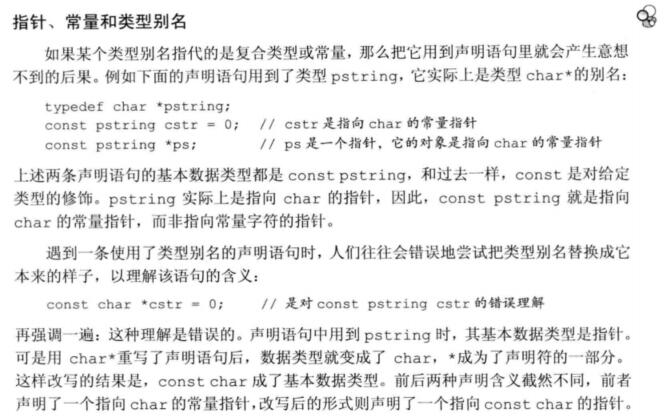 指针、常量和类型别名
如果某个类型别名指代的是复合类型或常量，那么把它用到声明语句里就会产生意想
不到的后果。例如下面的声明语句用到了类型 pstring，它实际上是类型 char*的别名：
typedef char *pstring;
const pstring cstr = 0;   // cstr 是指向 char 的常量指针
const pstring *ps;        // ps 是一个指针，它的对象是指向 char 的常量指针
上述两条声明语句的基本数据类型都是 const pstring，和过去一样，const 是对给定
类型的修饰。pstring 实际上是指向 char 的指针，因此，const pstring 就是指向
char 的常量指针，而非指向常量字符的指针。
遇到一条使用了类型别名的声明语句时，人们往往会错误地尝试把类型别名替换成它
本来的样子，以理解该语句的含义：
const char *cstr = 0;     // 是对 const pstring cstr 的错误理解
再强调一遍：这种理解是错误的。声明语句中用到 pstring 时，其基本数据类型是指针。
可是用 char*重写了声明语句后，数据类型就变成了 char，*成为了声明符的一部分。
这样改写的结果是，const char 成了基本数据类型。前后两种声明含义截然不同，前者
声明了一个指向 char 的常量指针，改写后的形式则声明了一个指向 const char 的指针。